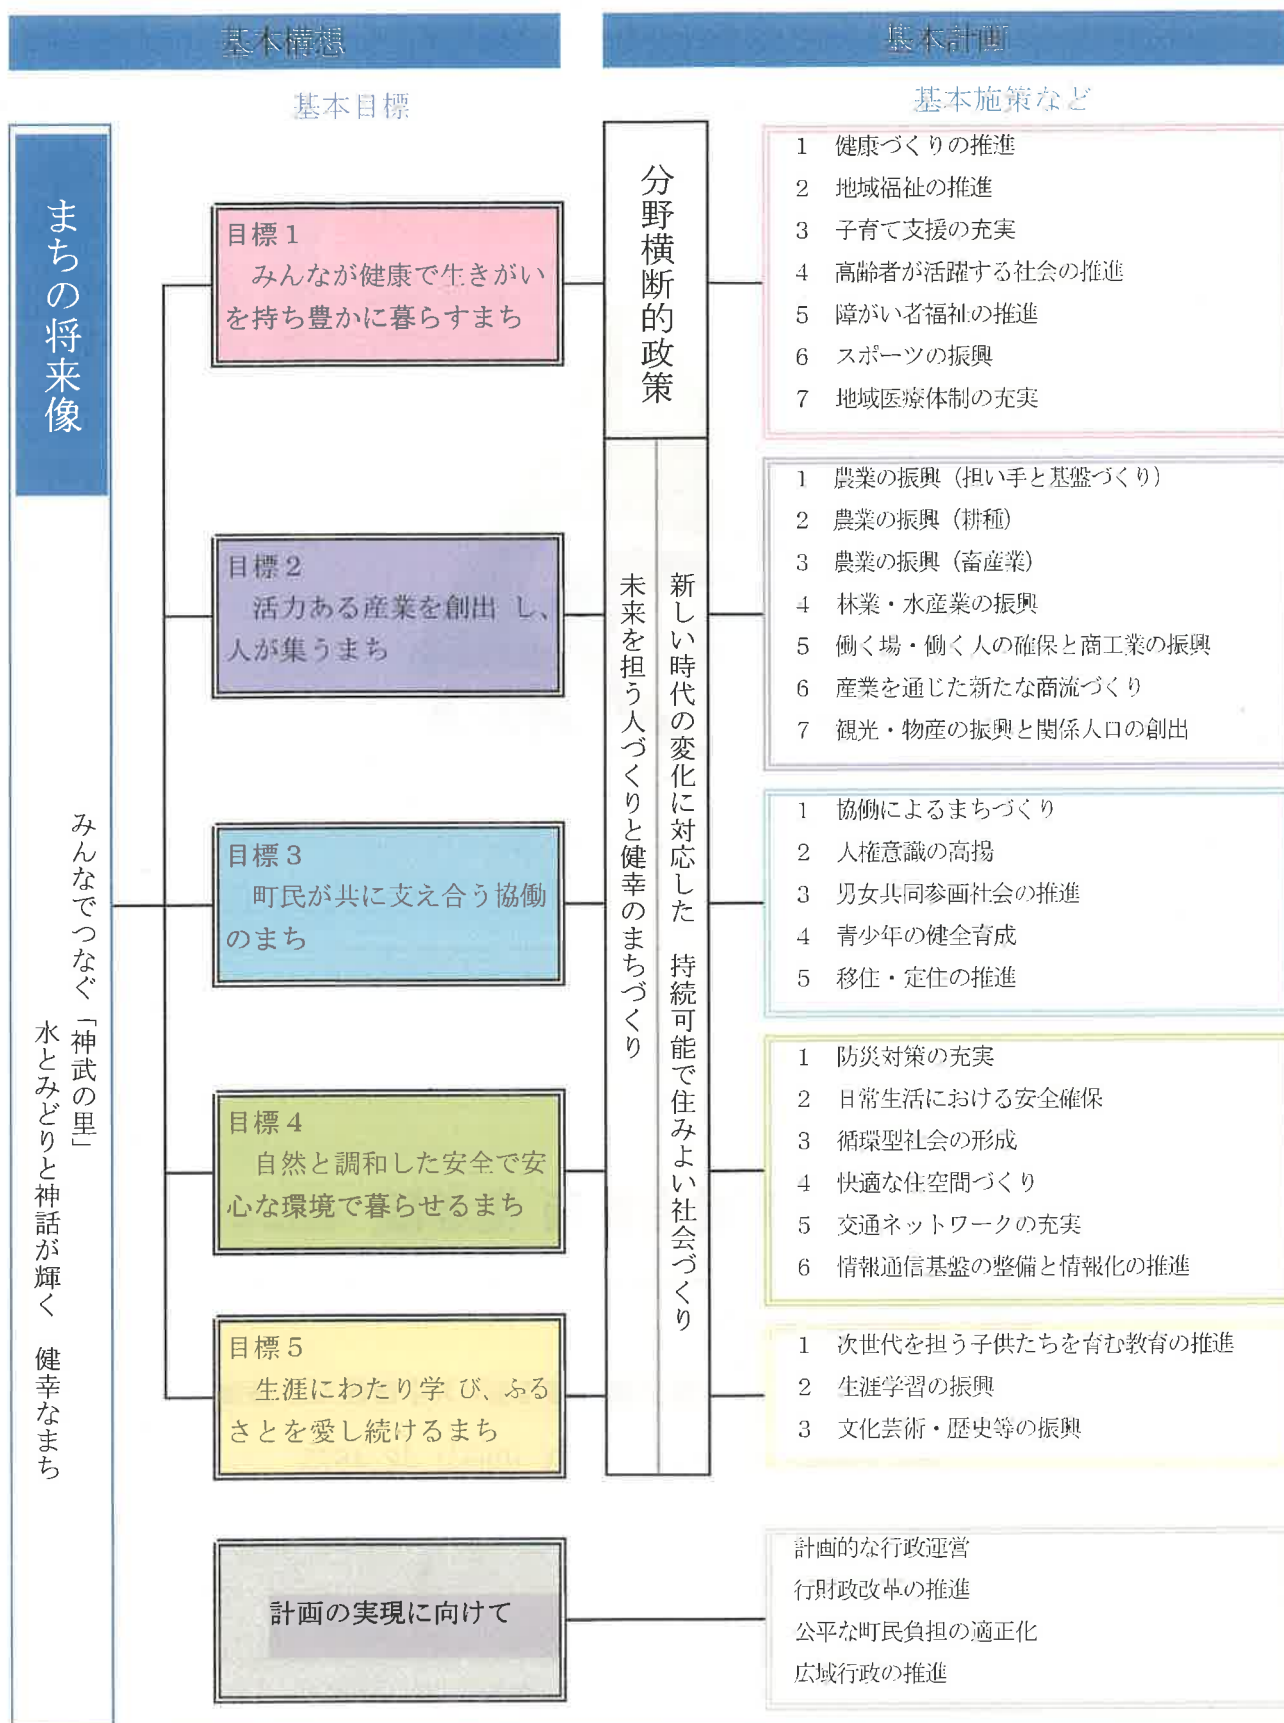 基本構想
基本計画
基本目標
基本施策など
まちの将来像
みんなでつなぐ「神武の里」
水とみどりと神話が輝く　健幸なまち
目標１
みんなが健康で生きがい
を持ち豊かに暮らすまち
目標２
活力ある産業を創出 し、
人が集うまち
目標３
町民が共に支え合う協働
のまち
目標４
自然と調和した安全で安
心な環境で暮らせるまち
目標５
生涯にわたり学 び、ふる
さとを愛し続けるまち
計画の実現に向けて
分野横断的政策
新しい時代の変化に対応した　持続可能で住みよい社会づくり
未来を担う人づくりと健幸のまちづくり
1　健康づくりの推進
2　地域福祉の推進
3　子育て支援の充実
4　高齢者が活躍する社会の推進
5　障がい者福祉の推進
6　スポーツの振興
7　地域医療体制の充実
1　農業の振興（担い手と基盤づくり）
2　農業の振興（耕種）
3　農業の振興（畜産業）
4　林業・水産業の振興
5　働く場・働く人の確保と商工業の振興
6　産業を通じた新たな商流づくり
7　観光・物産の振興と関係人口の創出
1　協働によるまちづくり
2　人権意識の高揚
3　男女共同参画社会の推進
4　青少年の健全育成
5　移住・定住の推進
1　防災対策の充実
2　日常生活における安全確保
3　循環型社会の形成
4　快適な住空間づくり
5　交通ネットワークの充実
6　情報通信基盤の整備と情報化の推進
1　次世代を担う子供たちを育む教育の推進
2　生涯学習の振興
3　文化芸術・歴史等の振興
計画的な行政運営
行財政改革の推進
公平な町民負担の適正化
広域行政の推進